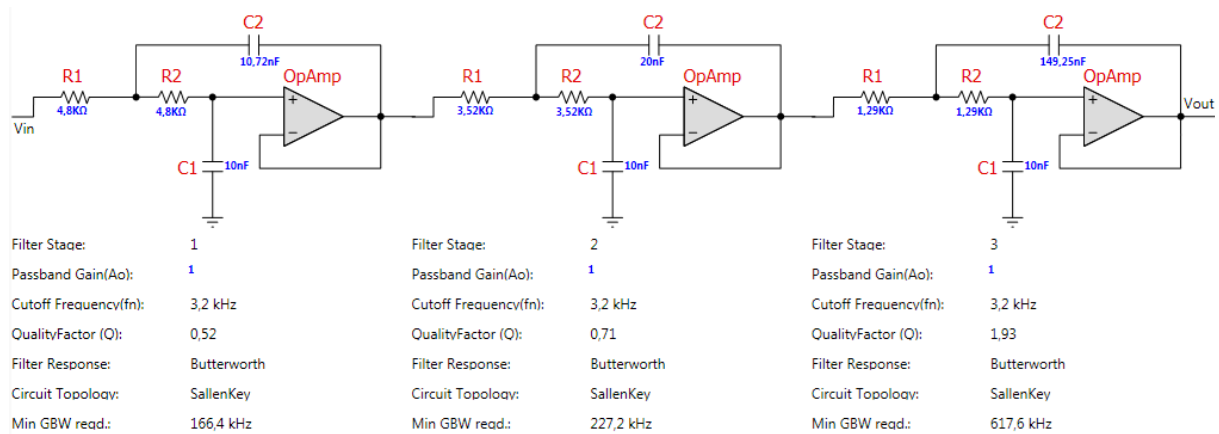 C2 C2 C2
10,72nF 20nF 149,25nF
R1 R2 OpAmp R1 R2 OpAmp R1 R2 OpAmp
4,8KΩ 4,8KΩ 3,52KΩ 3,52KΩ 1,29KΩ 1,29KΩ
Vin Vout
C1 10nF C1 10nF C1 10nF
Filter Stage: 1 Filter Stage: 2 Filter Stage: 3
Passband Gain(Ao): 1 Passband Gain(Ao): 1 Passband Gain(Ao): 1
Cutoff Frequency(fn): 3,2 kHz Cutoff Frequency(fn): 3,2 kHz Cutoff Frequency(fn): 3,2 kHz
QualityFactor (Q): 0,52 QualityFactor (Q): 0,71 QualityFactor (Q): 1,93
Filter Response: Butterworth Filter Response: Butterworth Filter Response: Butterworth
Circuit Topology: SallenKey Circuit Topology: SallenKey Circuit Topology: SallenKey
Min GBW reqd.: 166,4 kHz Min GBW reqd.: 227,2 kHz Min GBW reqd.: 617,6 kHz